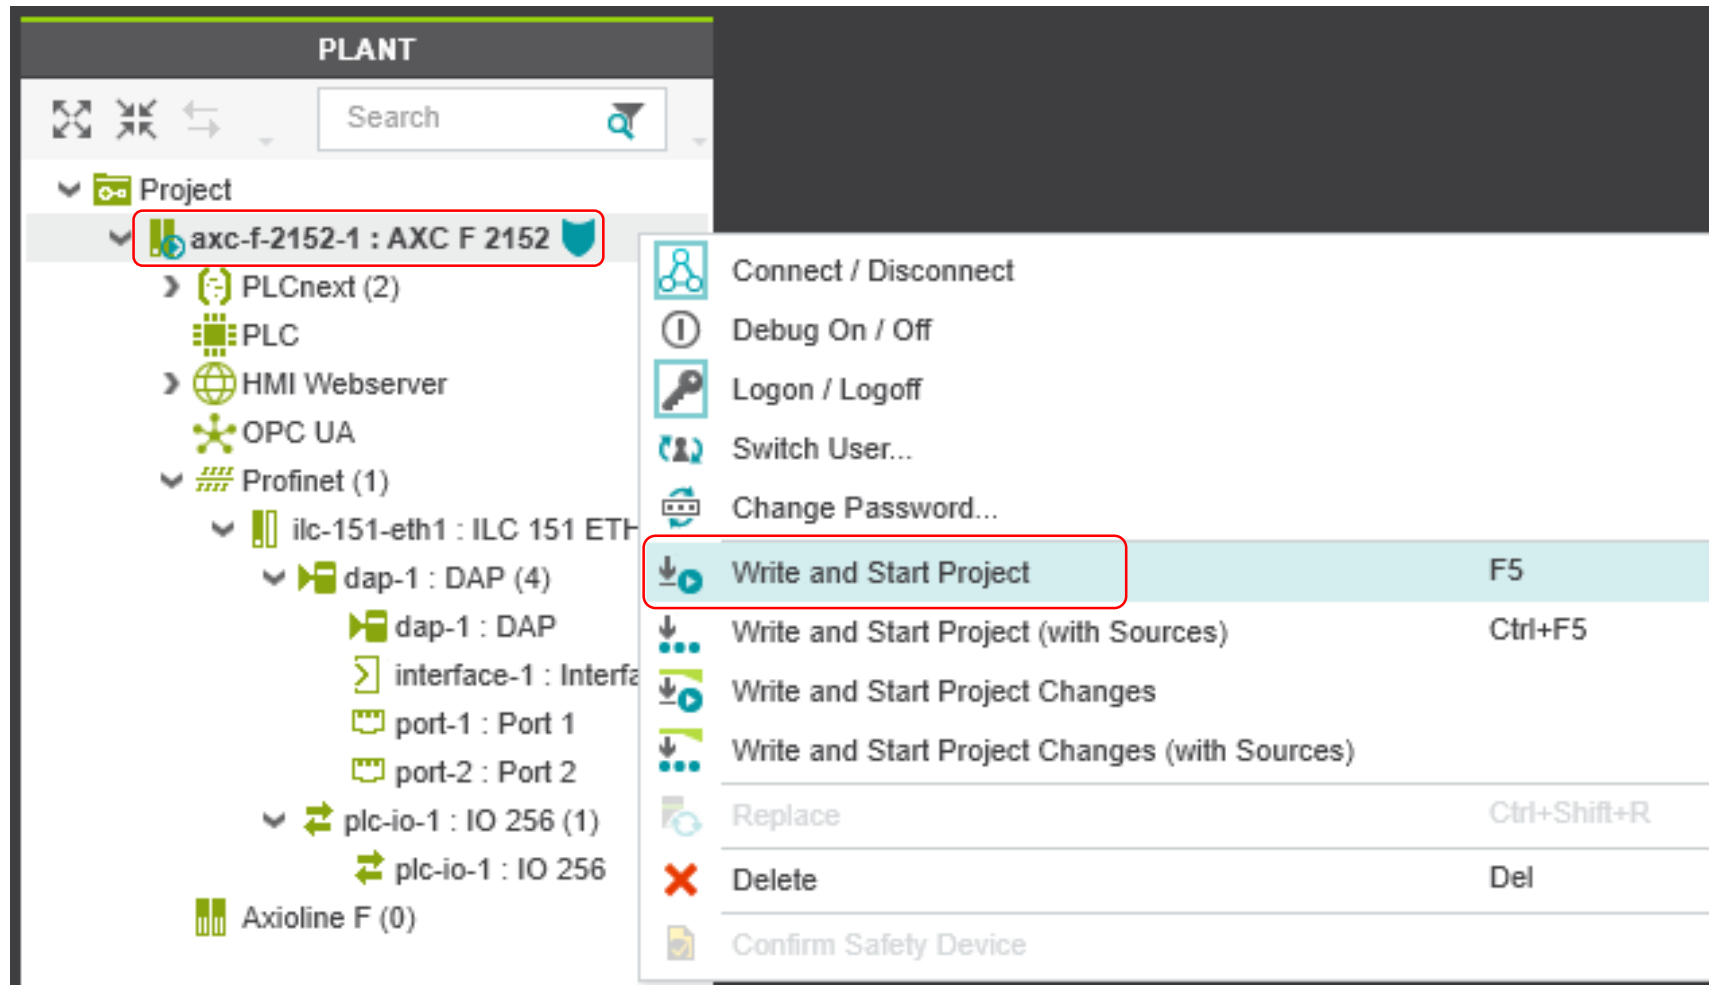 PLANT
Search
Project
axc-f-2152-1 : AXC F 2152
PLCnext (2)
PLC
HMI Webserver
OPC UA
Profinet (1)
ilc-151-eth1 : ILC 151 ETH
dap-1 : DAP (4)
dap-1 : DAP
interface-1 : Interfa
port-1 : Port 1
port-2 : Port 2
plc-io-1 : IO 256 (1)
plc-io-1 : IO 256
Axioline F (0)
Connect / Disconnect
Debug On / Off
Logon / Logoff
Switch User...
Change Password...
Write and Start Project F5
Write and Start Project (with Sources) Ctrl+F5
Write and Start Project Changes
Write and Start Project Changes (with Sources)
Replace Ctrl+Shift+R
Delete Del
Confirm Safety Device